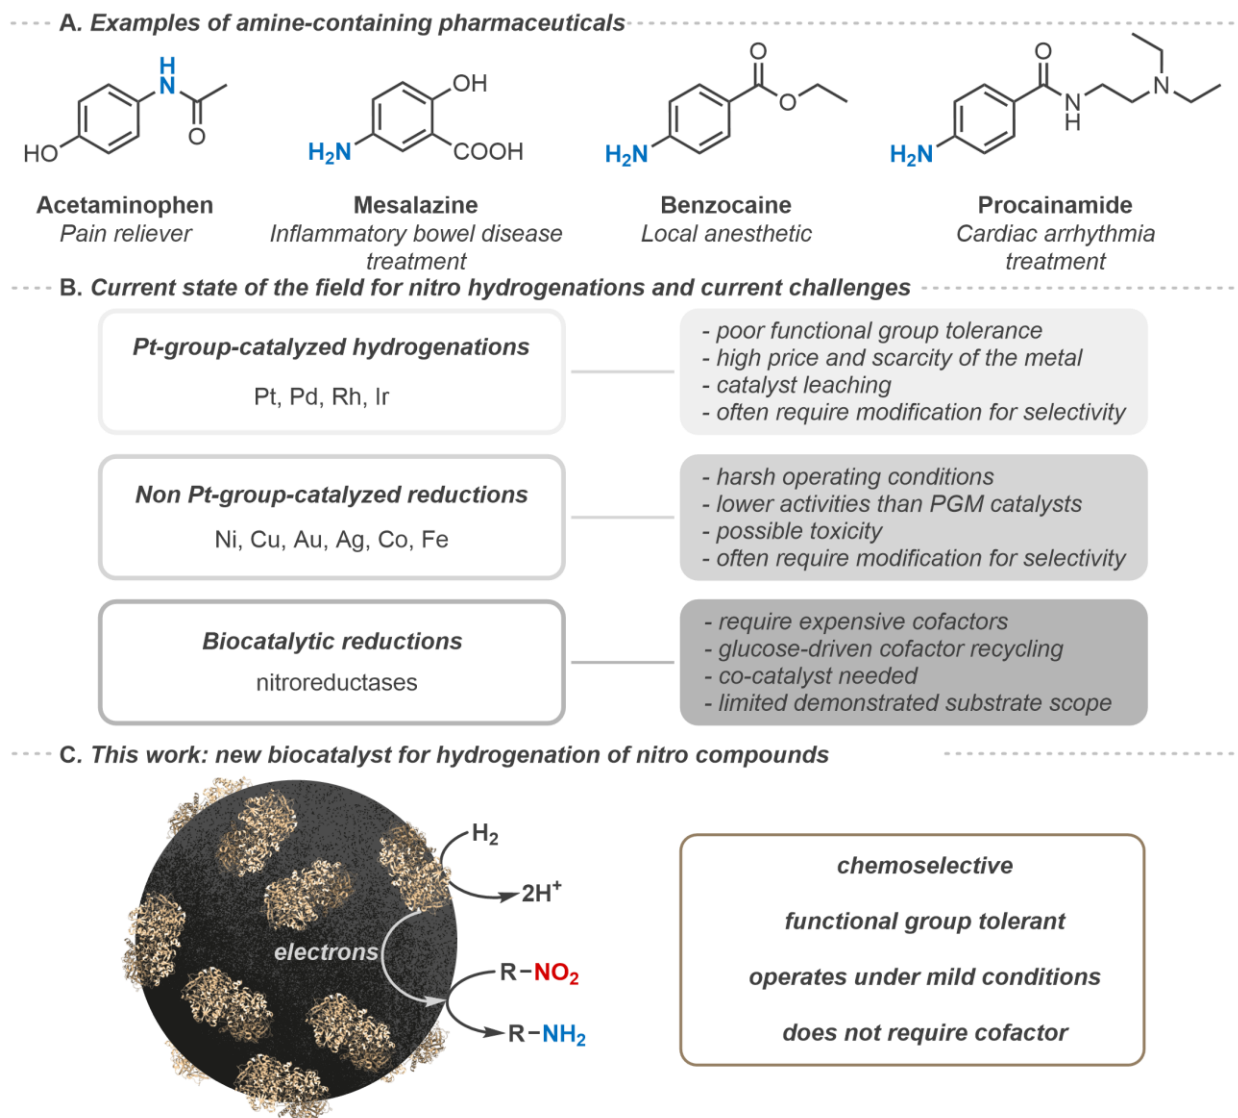 A. Examples of amine-containing pharmaceuticals
H
N
O
HO
OH
H₂N
COOH
O
O
H₂N
O
N
H
N
H₂N
Acetaminophen
Pain reliever
Mesalazine
Inflammatory bowel disease
treatment
Benzocaine
Local anesthetic
Procainamide
Cardiac arrhythmia
treatment
B. Current state of the field for nitro hydrogenations and current challenges
Pt-group-catalyzed hydrogenations
Pt, Pd, Rh, Ir
- poor functional group tolerance
- high price and scarcity of the metal
- catalyst leaching
- often require modification for selectivity
Non Pt-group-catalyzed reductions
Ni, Cu, Au, Ag, Co, Fe
- harsh operating conditions
- lower activities than PGM catalysts
- possible toxicity
- often require modification for selectivity
Biocatalytic reductions
nitroreductases
- require expensive cofactors
- glucose-driven cofactor recycling
- co-catalyst needed
- limited demonstrated substrate scope
C. This work: new biocatalyst for hydrogenation of nitro compounds
H₂
2H⁺
electrons
R-NO₂
R-NH₂
chemoselective
functional group tolerant
operates under mild conditions
does not require cofactor